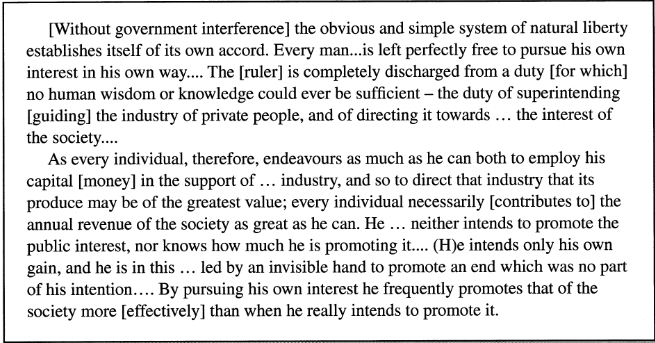 [Without government interference] the obvious and simple system of natural liberty
establishes itself of its own accord. Every man...is left perfectly free to pursue his own
interest in his own way.... The [ruler] is completely discharged from a duty [for which]
no human wisdom or knowledge could ever be sufficient – the duty of superintending
[guiding] the industry of private people, and of directing it towards … the interest of
the society....
As every individual, therefore, endeavours as much as he can both to employ his
capital [money] in the support of … industry, and so to direct that industry that its
produce may be of the greatest value; every individual necessarily [contributes to] the
annual revenue of the society as great as he can. He … neither intends to promote the
public interest, nor knows how much he is promoting it.... (H)e intends only his own
gain, and he is in this … led by an invisible hand to promote an end which was no part
of his intention.… By pursuing his own interest he frequently promotes that of the
society more [effectively] than when he really intends to promote it.